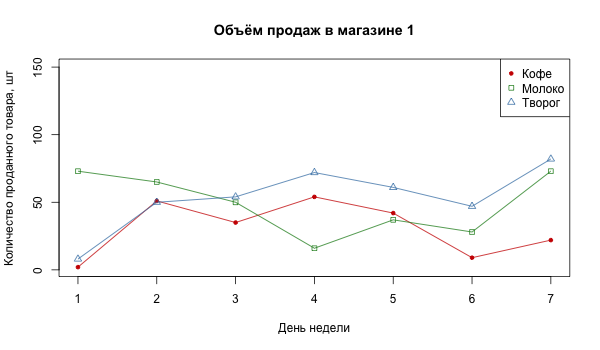 Объём продаж в магазине 1
Количество проданного товара, шт
150
100
50
0
Кофе
Молоко
Творог
1 2 3 4 5 6 7
День недели